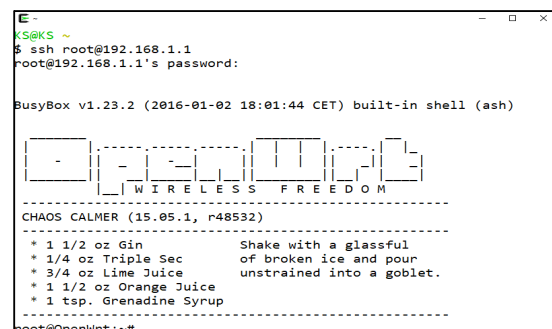 KS@KS ~
$ ssh root@192.168.1.1
root@192.168.1.1's password:
BusyBox v1.23.2 (2016-01-02 18:01:44 CET) built-in shell (ash)
OpenWrt
W I R E L E S S   F R E E D O M
-----------------------------------------------------
CHAOS CALMER (15.05.1, r48532)
-----------------------------------------------------
* 1 1/2 oz Gin            Shake with a glassful
* 1/4 oz Triple Sec       of broken ice and pour
* 3/4 oz Lime Juice       unstrained into a goblet.
* 1 1/2 oz Orange Juice
* 1 tsp. Grenadine Syrup
-----------------------------------------------------
root@OpenWrt:~#